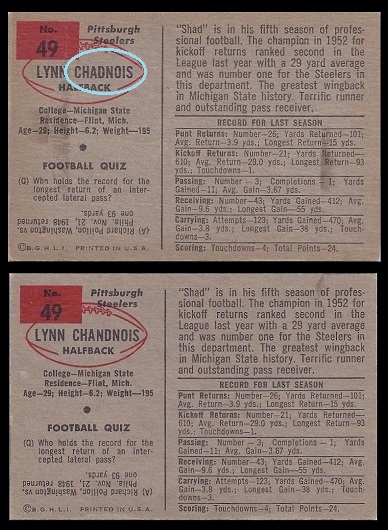 No.
49
Pittsburgh
Steelers
LYNN CHADNOIS
HALFBACK
College—Michigan State
Residence—Flint, Mich.
Age—29; Height—6.2; Weight—195
FOOTBALL QUIZ
(Q) Who holds the record for the
longest return of an inter-
cepted lateral pass?
(A) Richard Poillon Washington vs.
Phila. Nov. 21, 1948 returned
one 93 yards.
©B.G.H.L.I. PRINTED IN U.S.A.
"Shad" is in his fifth season of profes-
sional football. The champion in 1952 for
kickoff returns ranked second in the
League last year with a 29 yard average
and was number one for the Steelers in
this department. The greatest wingback
in Michigan State history. Terrific runner
and outstanding pass receiver.
RECORD FOR LAST SEASON
Punt Returns: Number—26; Yards Returned—101;
Avg. Return—3.9 yds.; Longest Return—15 yds.
Kickoff Returns: Number—21; Yards Returned—
610; Avg. Return—29.0 yds.; Longest Return—93
yds.; Touchdowns—1.
Passing: Number—3; Completions—1; Yards
Gained—11, Avg. Gain—3.67 yds.
Receiving: Number—43; Yards Gained—412; Avg.
Gain—9.6 yds.; Longest Gain—55 yds.
Carrying: Attempts—123; Yards Gained—470; Avg.
Gain—3.8 yds.; Longest Gain—38 yds.; Touch-
downs—3.
Scoring: Touchdowns—4; Total Points—24.
No.
49
Pittsburgh
Steelers
LYNN CHANDNOIS
HALFBACK
College—Michigan State
Residence—Flint, Mich.
Age—29; Height—6.2; Weight—195
FOOTBALL QUIZ
(Q) Who holds the record for the
longest return of an inter-
cepted lateral pass?
(A) Richard Poillon Washington vs.
Phila. Nov. 21, 1948 returned
one 93 yards.
©B.G.H.L.I. PRINTED IN U.S.A.
"Shad" is in his fifth season of profes-
sional football. The champion in 1952 for
kickoff returns ranked second in the
League last year with a 29 yard average
and was number one for the Steelers in
this department. The greatest wingback
in Michigan State history. Terrific runner
and outstanding pass receiver.
RECORD FOR LAST SEASON
Punt Returns: Number—26; Yards Returned—101;
Avg. Return—3.9 yds.; Longest Return—15 yds.
Kickoff Returns: Number—21; Yards Returned—
610; Avg. Return—29.0 yds.; Longest Return—93
yds.; Touchdowns—1.
Passing: Number—3; Completions—1; Yards
Gained—11, Avg. Gain—3.67 yds.
Receiving: Number—43; Yards Gained—412; Avg.
Gain—9.6 yds.; Longest Gain—55 yds.
Carrying: Attempts—123; Yards Gained—470; Avg.
Gain—3.8 yds.; Longest Gain—38 yds.; Touch-
downs—3.
Scoring: Touchdowns—4; Total Points—24.